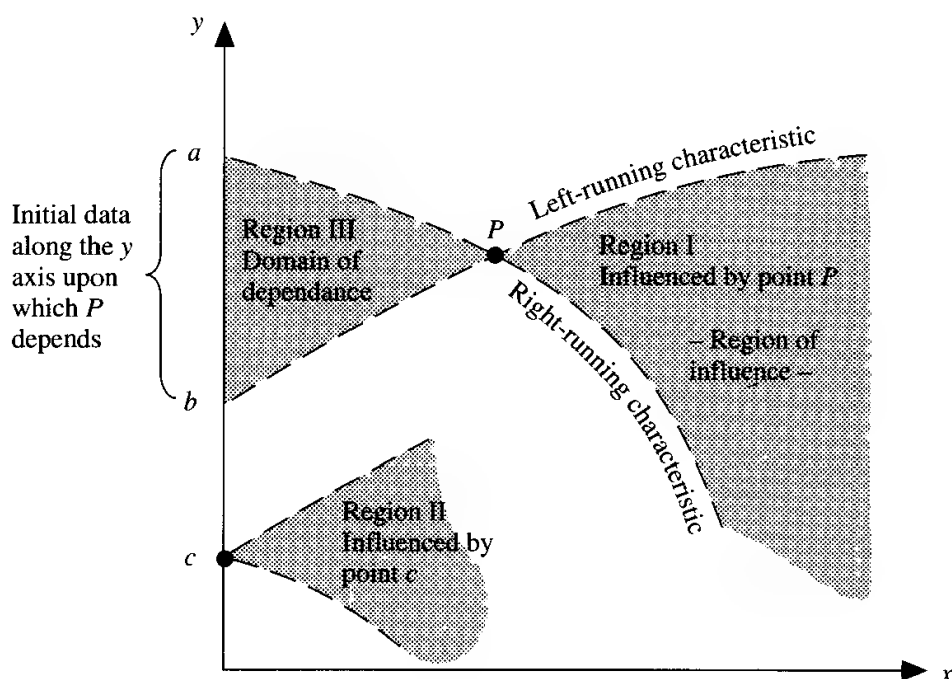 y
a
Initial data
along the y
axis upon
which P
depends
b
Region III
Domain of
dependance
P
Left-running characteristic
Region I
Influenced by point P
– Region of
influence –
Right-running characteristic
c
Region II
Influenced by
point c
x